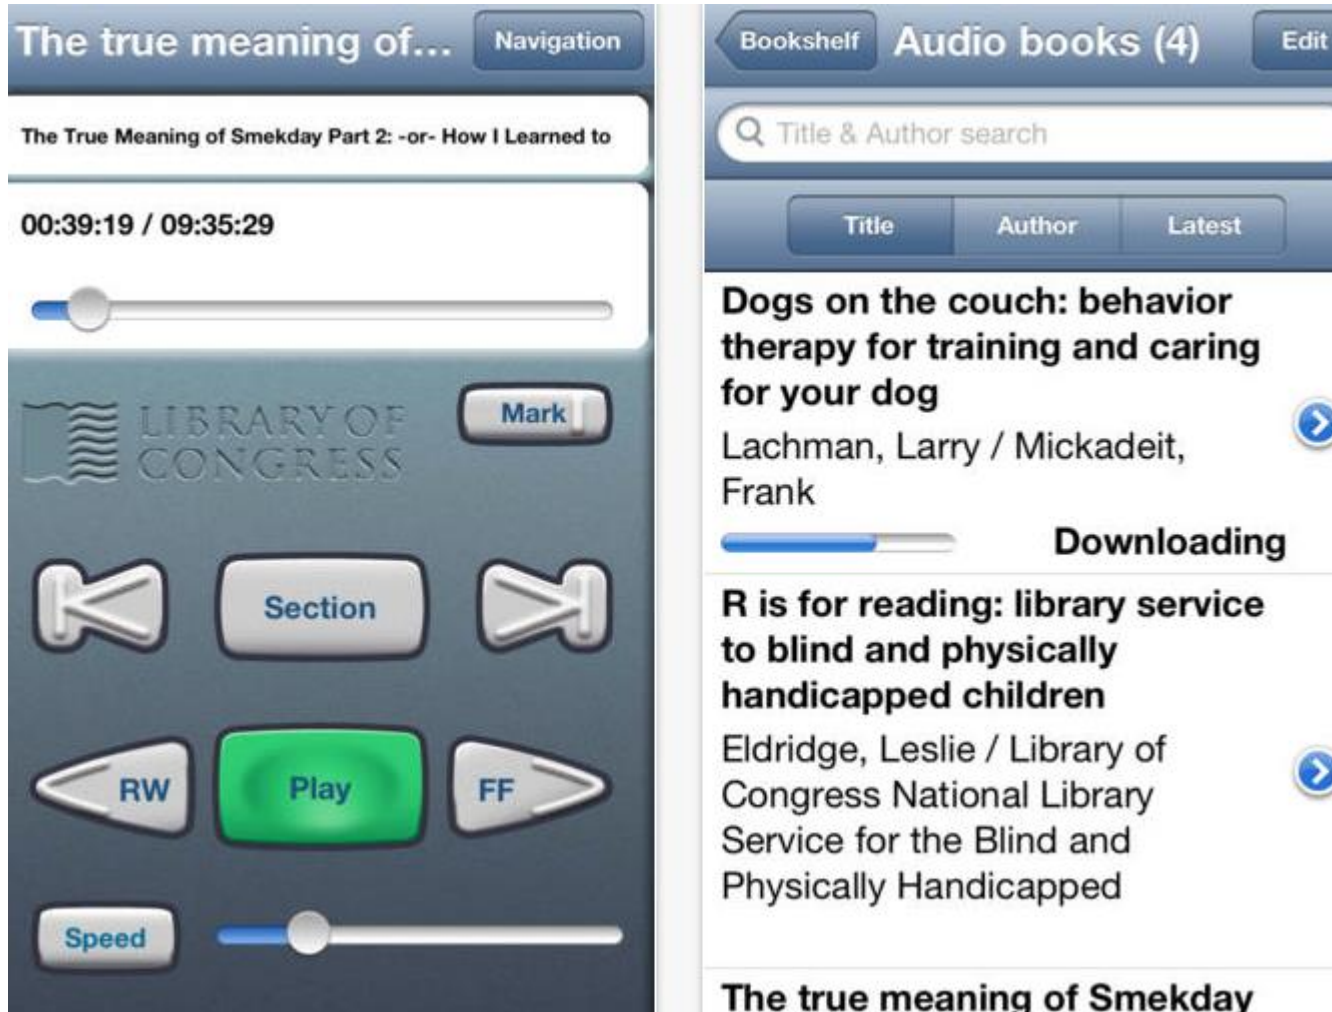 The true meaning of...
Navigation
The True Meaning of Smekday Part 2: -or- How I Learned to
00:39:19 / 09:35:29
LIBRARY OF
CONGRESS
Mark
Section
RW
Play
FF
Speed
Bookshelf
Audio books (4)
Edit
Title & Author search
Title
Author
Latest
Dogs on the couch: behavior
therapy for training and caring
for your dog
Lachman, Larry / Mickadeit,
Frank
Downloading
R is for reading: library service
to blind and physically
handicapped children
Eldridge, Leslie / Library of
Congress National Library
Service for the Blind and
Physically Handicapped
The true meaning of Smekday